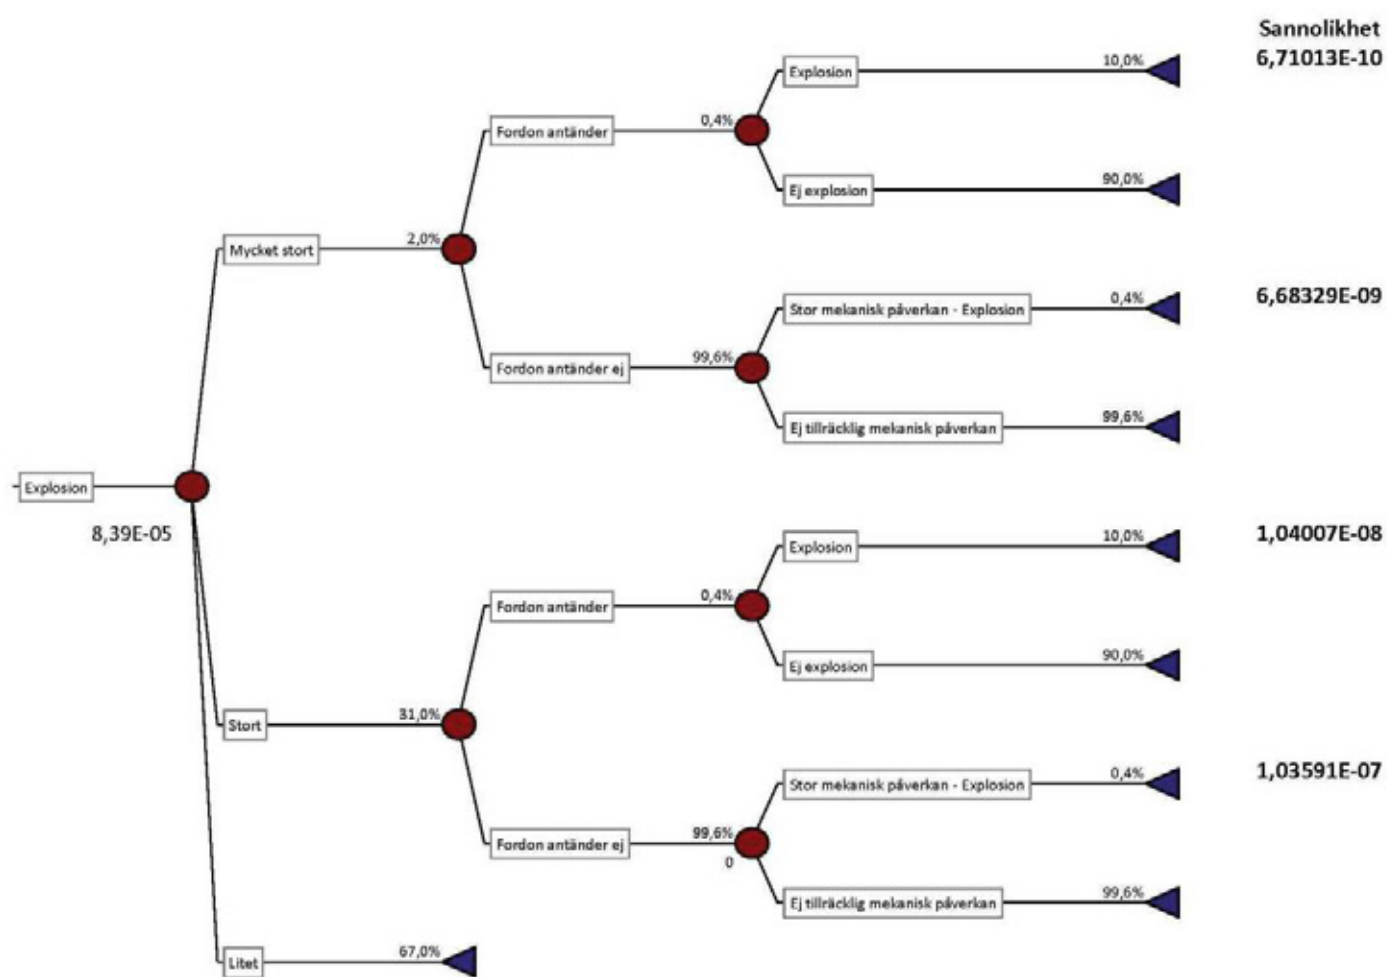 Sannolikhet
Explosion 10,0% 6,71013E-10
Fordon antänder 0,4%
Ej explosion 90,0%
Mycket stort 2,0%
Stor mekanisk påverkan - Explosion 0,4% 6,68329E-09
Fordon antänder ej 99,6%
Ej tillräcklig mekanisk påverkan 99,6%
Explosion
8,39E-05
Explosion 10,0% 1,04007E-08
Fordon antänder 0,4%
Ej explosion 90,0%
Stort 31,0%
Stor mekanisk påverkan - Explosion 0,4% 1,03591E-07
Fordon antänder ej 99,6%
0
Ej tillräcklig mekanisk påverkan 99,6%
Litet 67,0%